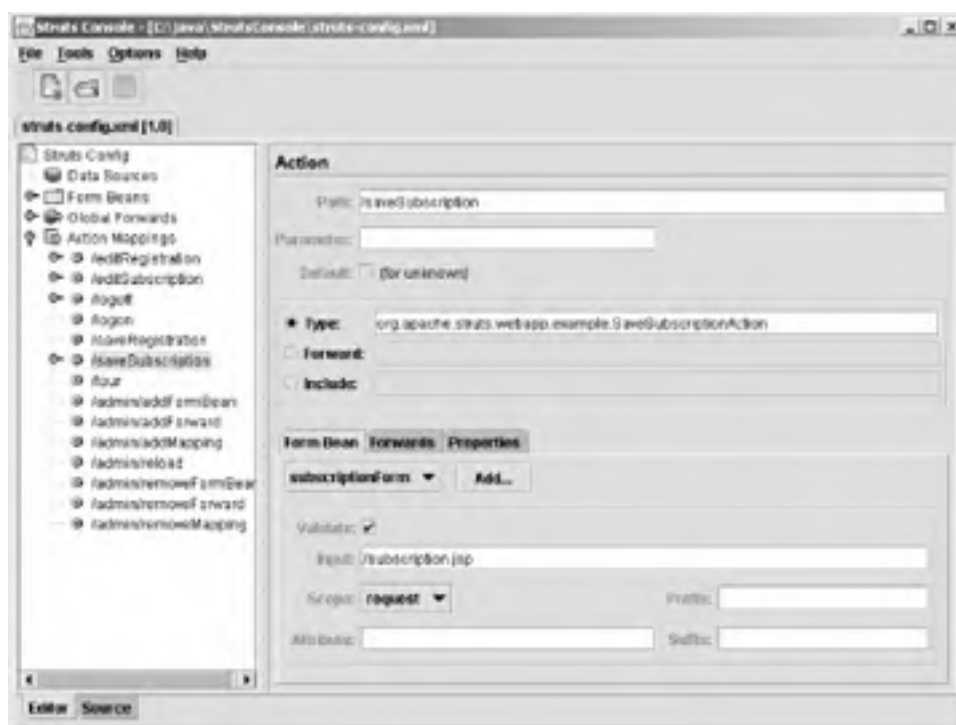 Struts Console - [C:\java\StrutsConsole\struts-config.xml]
File Tools Options Help
struts-config.xml [1.0]
Struts Config
Data Sources
Form Beans
Global Forwards
Action Mappings
/editRegistration
/editSubscription
/logoff
/logon
/saveRegistration
/saveSubscription
/tour
/admin/addFormBean
/admin/addForward
/admin/addMapping
/admin/reload
/admin/removeFormBear
/admin/removeForward
/admin/removeMapping
Action
Path: /saveSubscription
Parameter:
Default: (for unknown)
Type: org.apache.struts.webapp.example.SaveSubscriptionAction
Forward:
Include:
Form Bean Forwards Properties
subscriptionForm Add...
Validate:
Input: /subscription.jsp
Scope: request Prefix:
Attribute: Suffix:
Editor Source